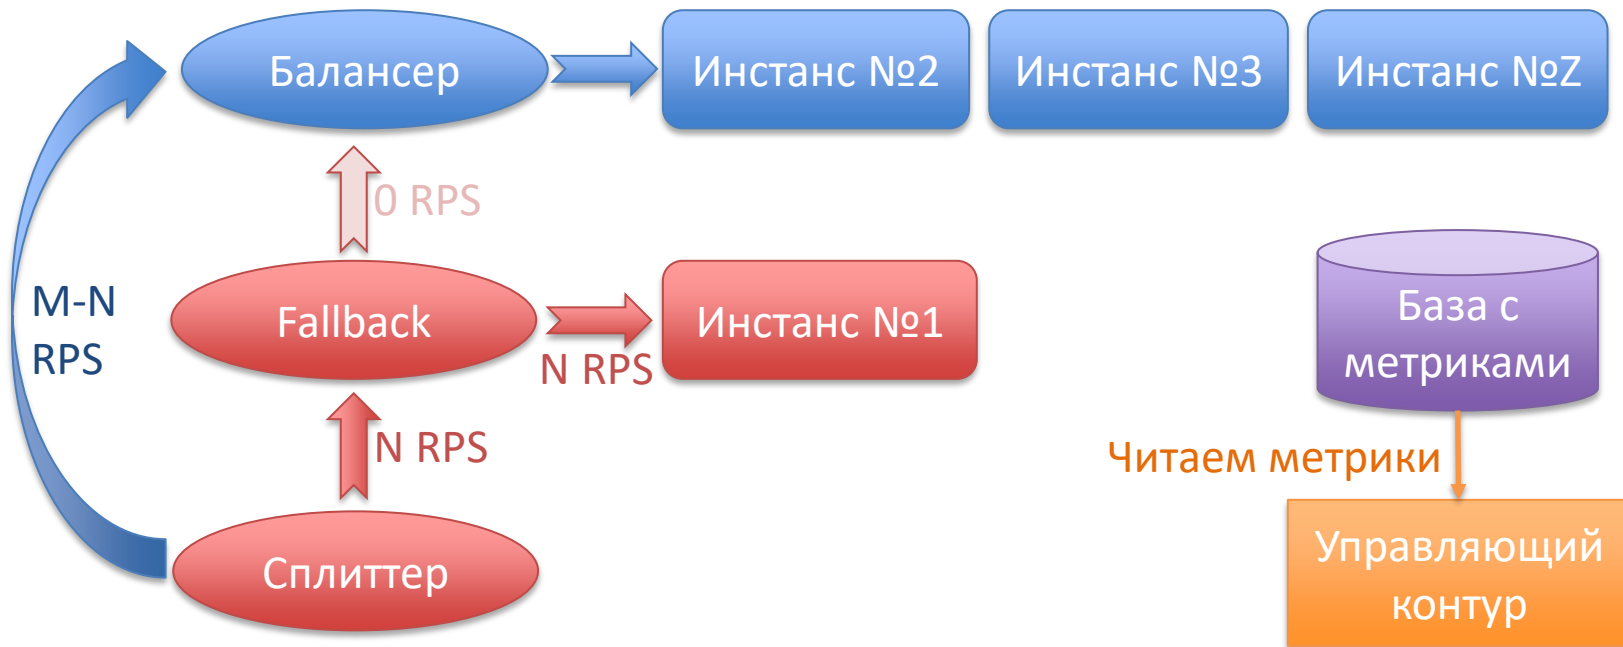 Балансер
Инстанс №2
Инстанс №3
Инстанс №Z
0 RPS
M-N
RPS
Fallback
N RPS
Инстанс №1
База с
метриками
N RPS
Читаем метрики
Сплиттер
Управляющий
контур